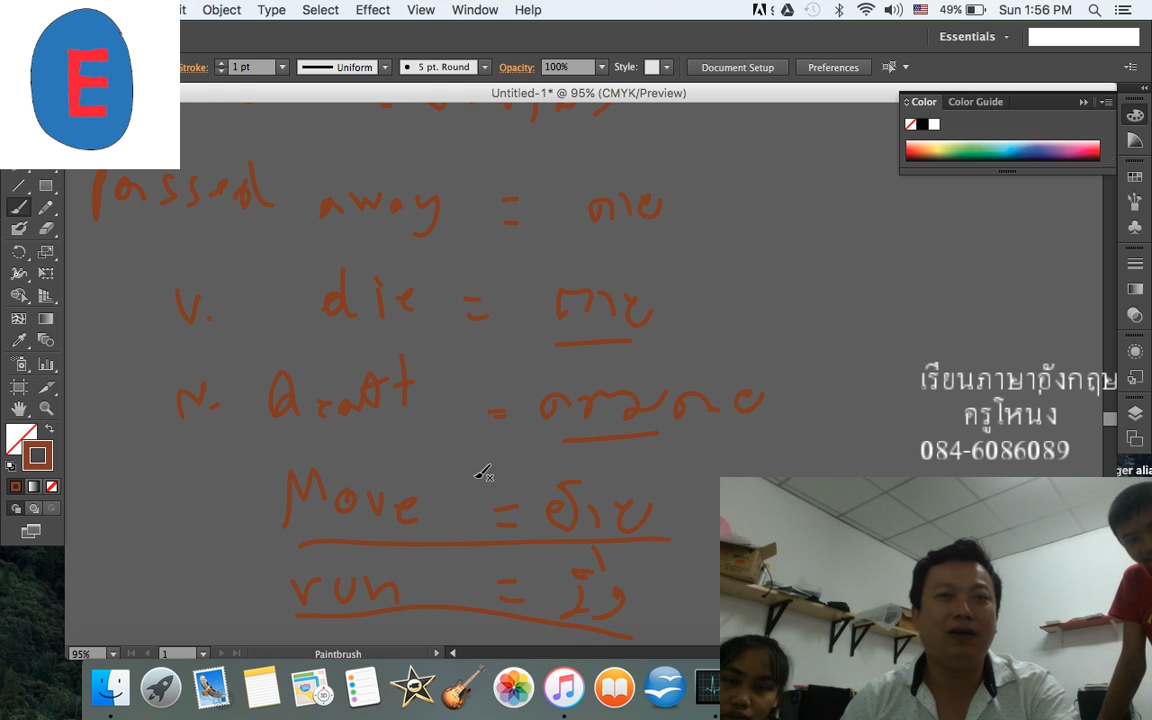 Object Type Select Effect View Window Help 49% Sun 1:56 PM
E
Essentials
Stroke: 1 pt Uniform 5 pt. Round Opacity: 100% Style: Document Setup Preferences
Untitled-1* @ 95% (CMYK/Preview)
Color Color Guide
Passed away = ตาย
v. die = ตาย
n. Death = ความตาย
Move = ย้าย
run = วิ่ง
เรียนภาษาอังกฤษ
ครูโหนง
084-6086089
95% 1 Paintbrush